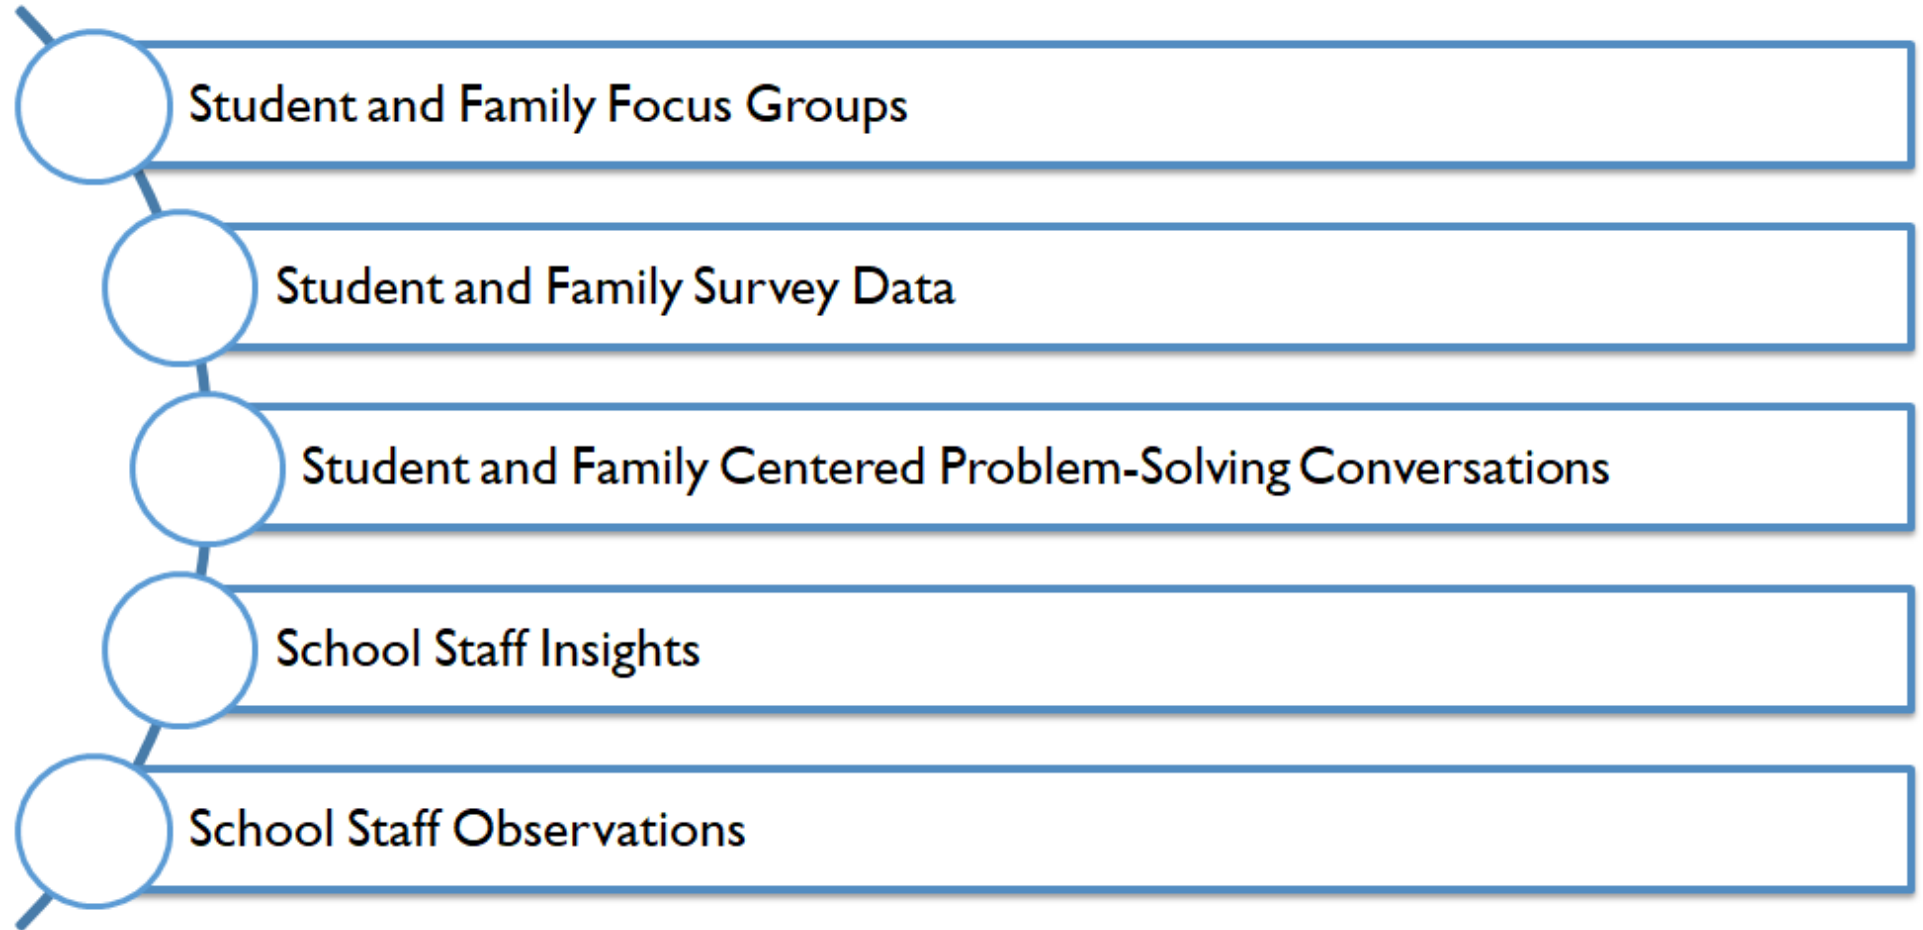 Student and Family Focus Groups
Student and Family Survey Data
Student and Family Centered Problem-Solving Conversations
School Staff Insights
School Staff Observations